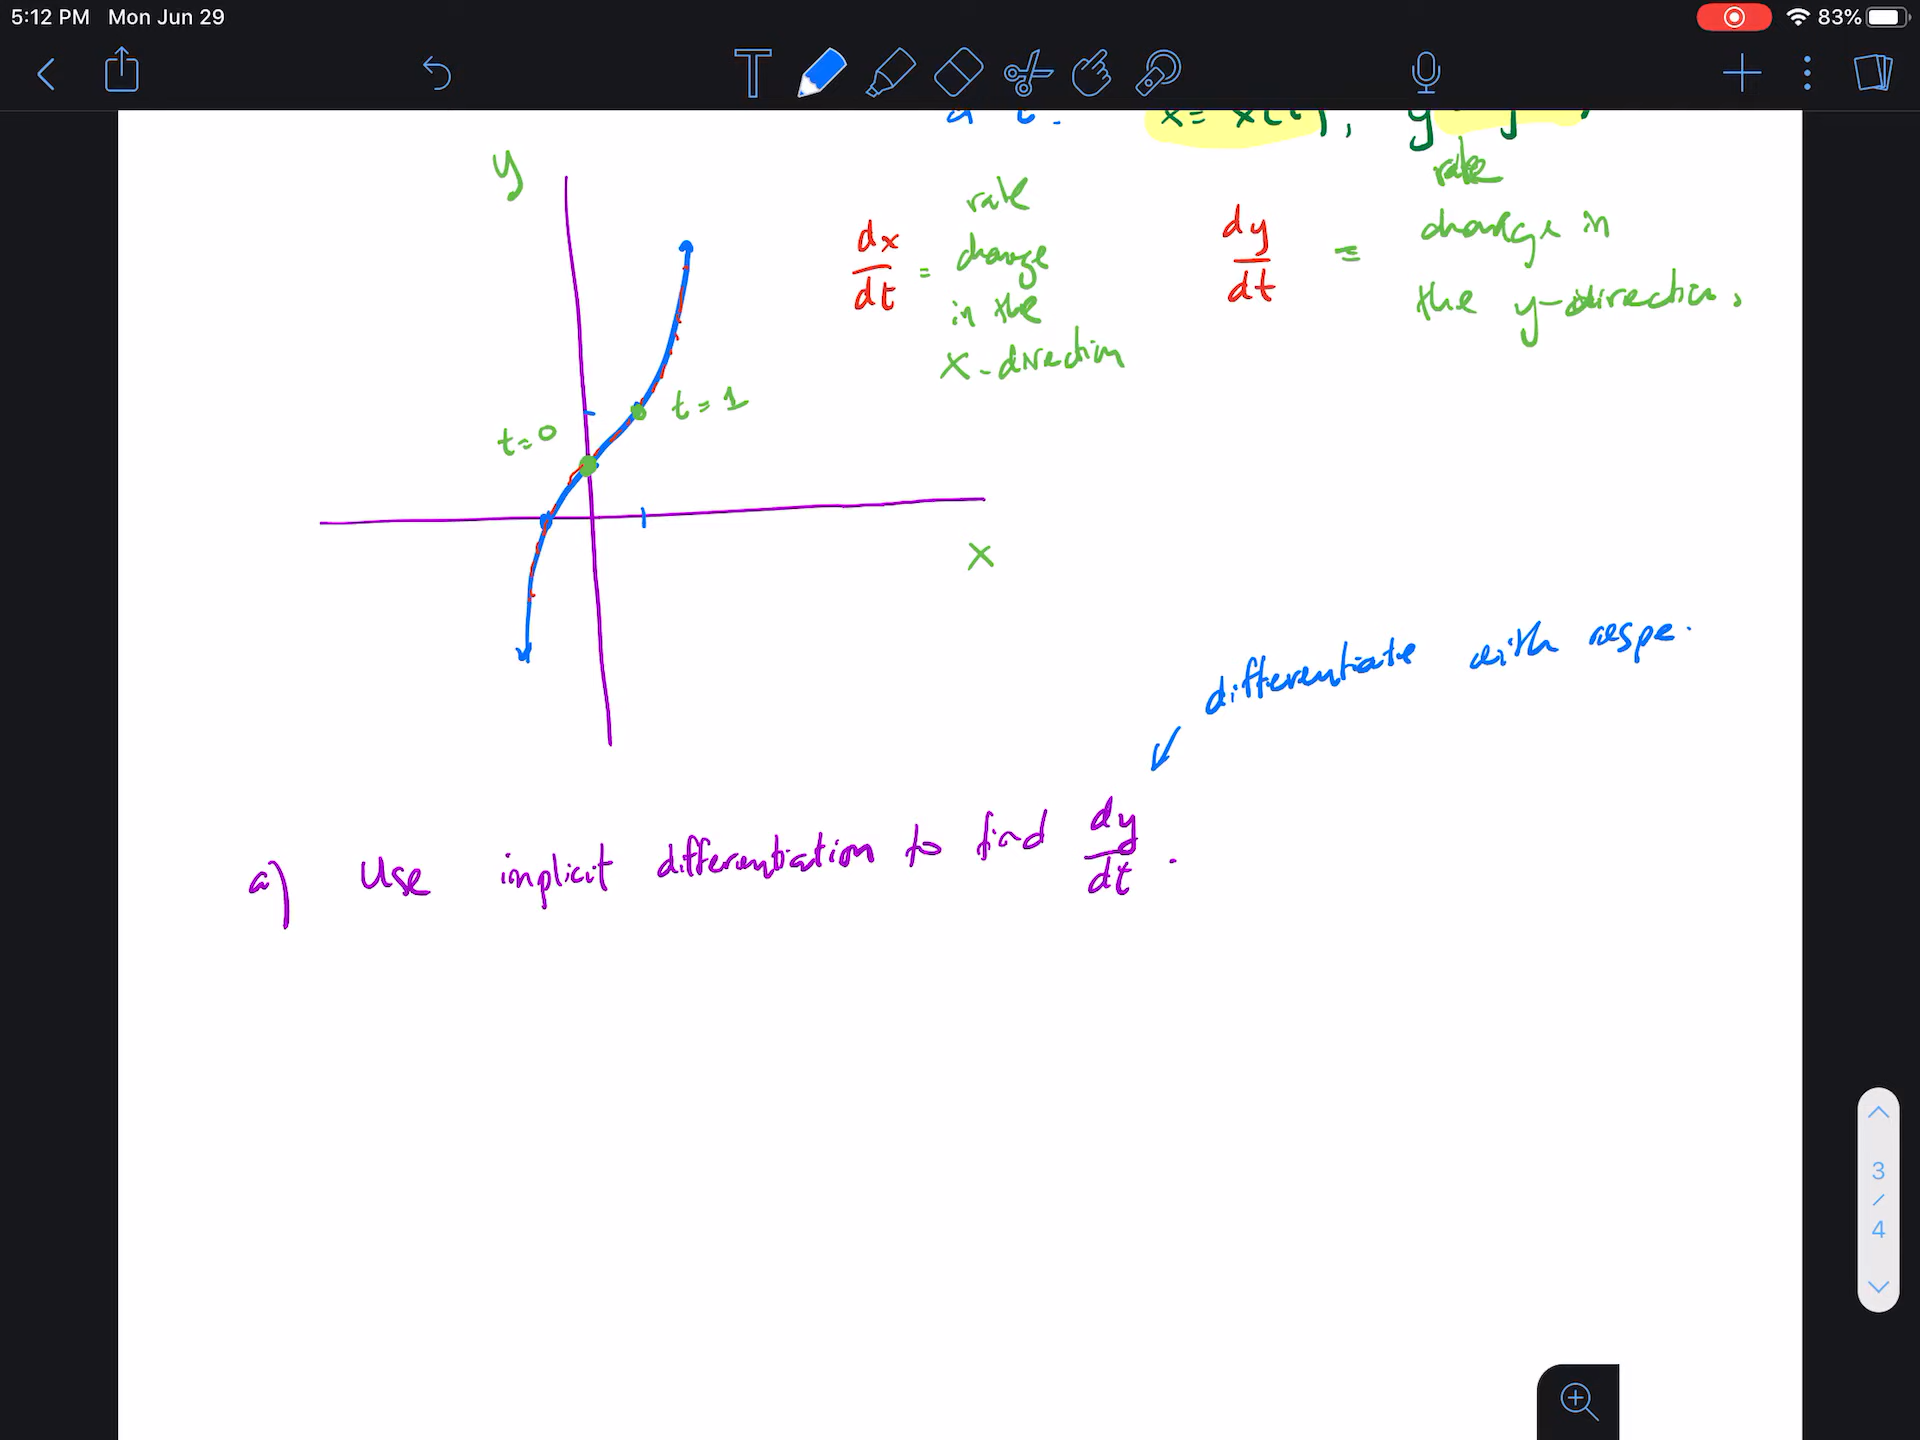 5:12 PM Mon Jun 29
83%
T
y
rate
change
in the
x-direction
dx
dt
=
dy
dt
=
rate
change in
the y-direction,
t=0
t=1
x
differentiate with respe.
a) Use implicit differentiation to find dy
dt .
3
/
4